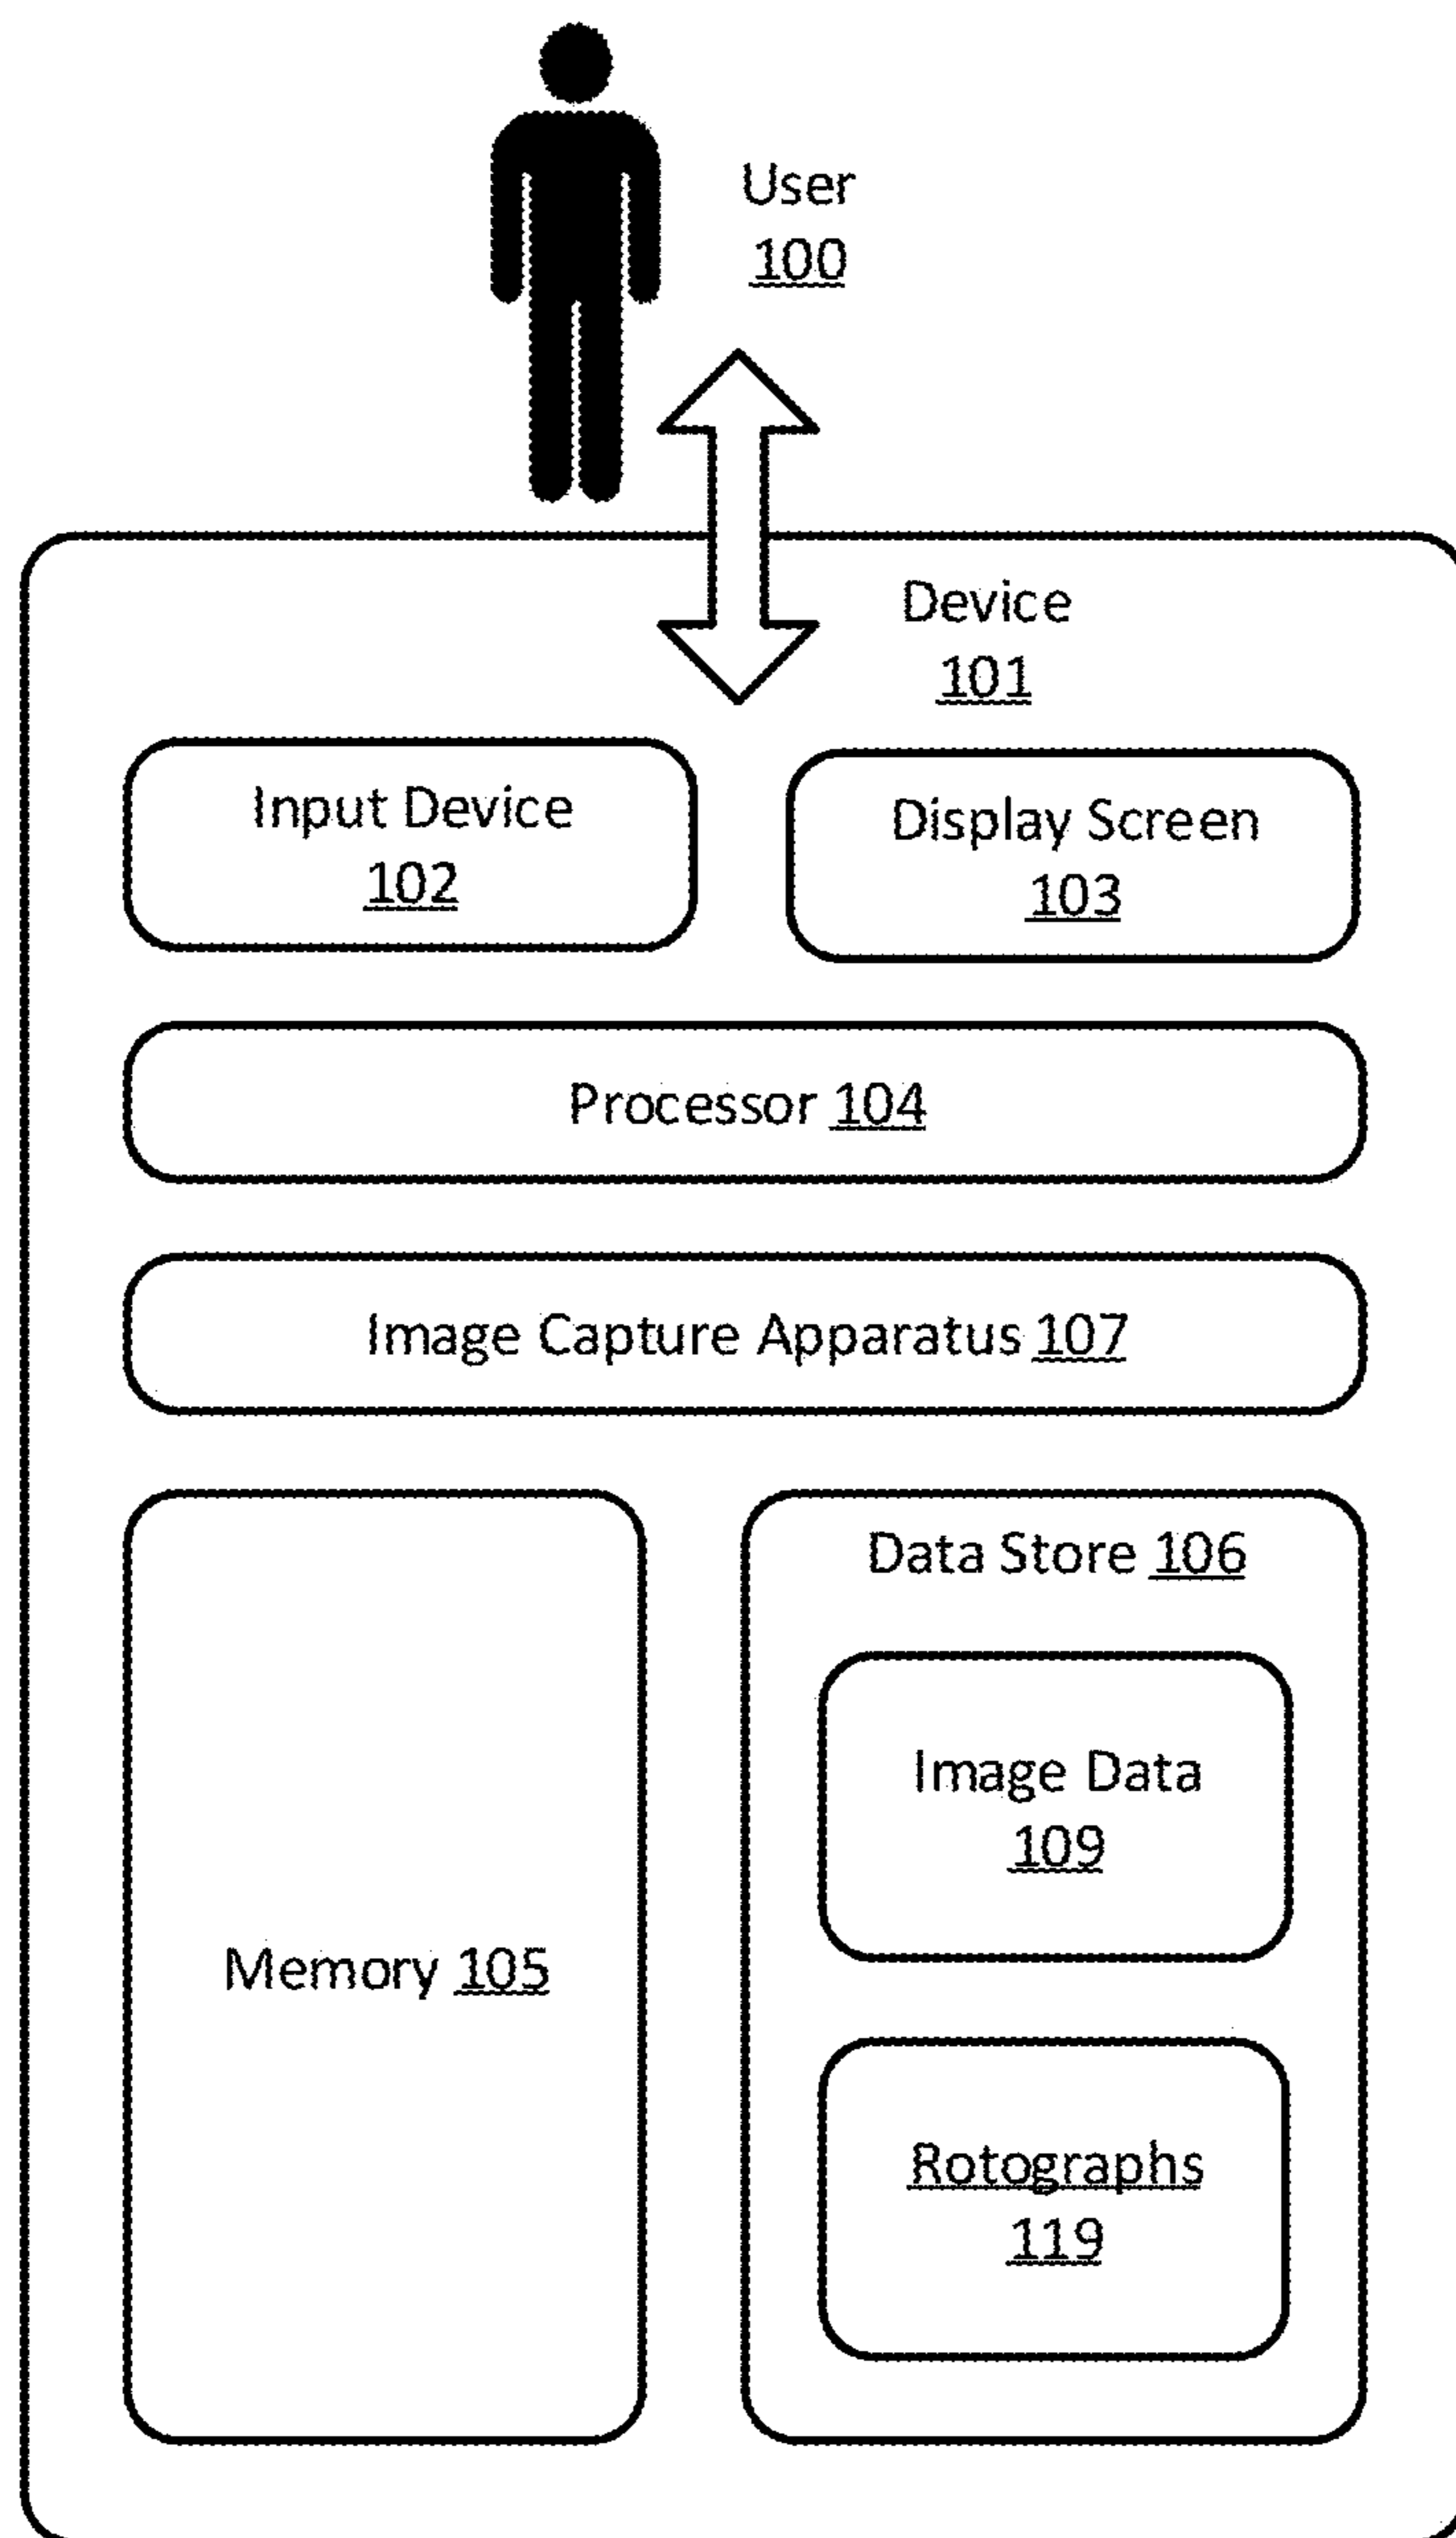 User
100
Device
101
Input Device
102
Display Screen
103
Processor 104
Image Capture Apparatus 107
Memory 105
Data Store 106
Image Data
109
Rotographs
119